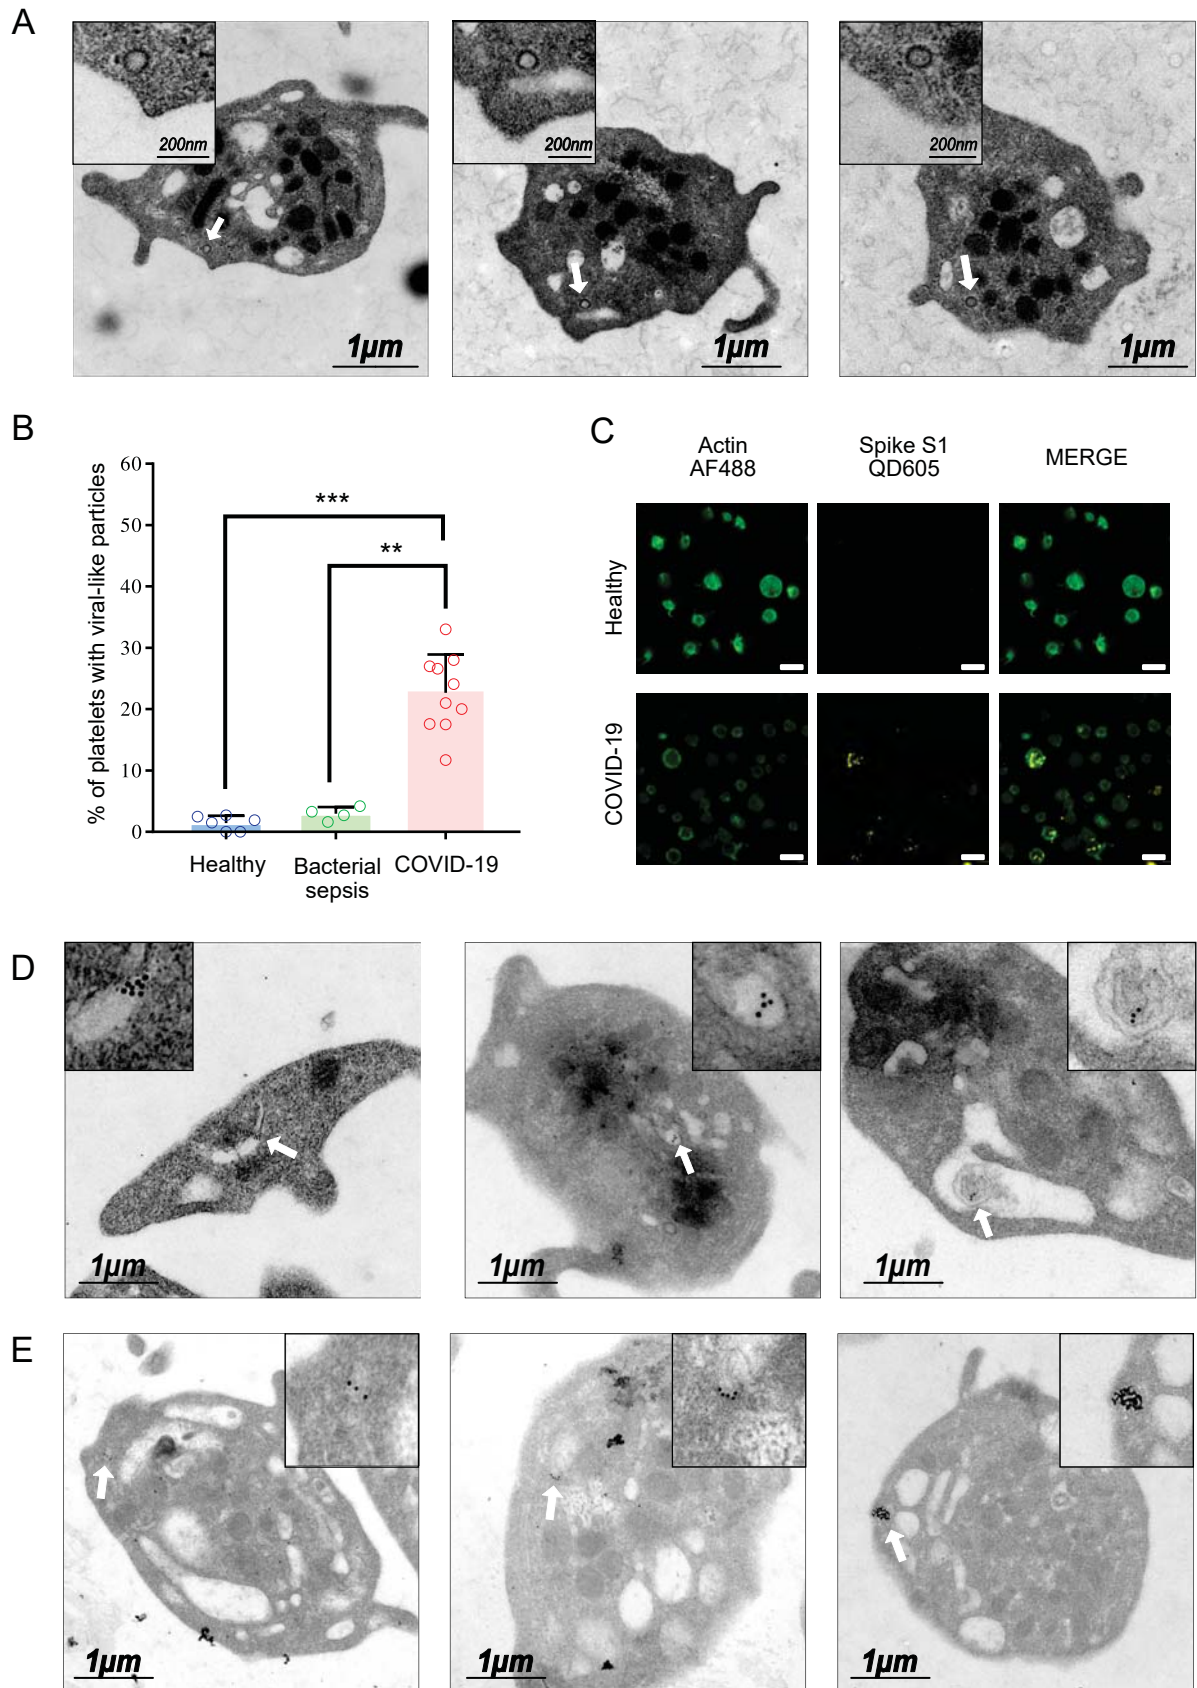 A
200nm
1µm
200nm
1µm
200nm
1µm
B
% of platelets with viral-like particles
60
50
40
30
20
10
0
***
**
Healthy
Bacterial
sepsis
COVID-19
C
Actin
AF488
Spike S1
QD605
MERGE
Healthy
COVID-19
D
1µm
1µm
1µm
E
1µm
1µm
1µm